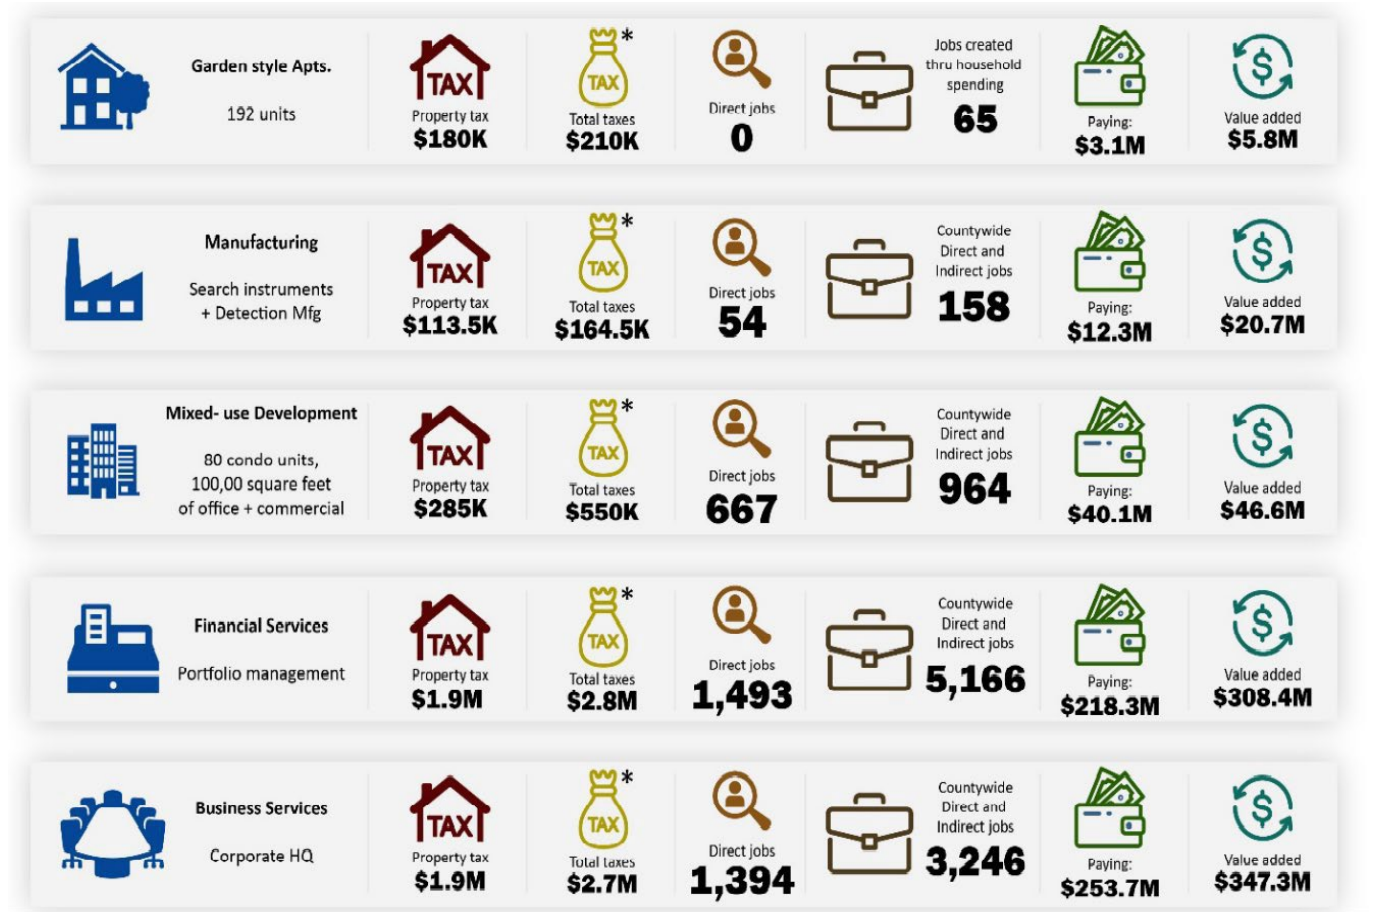 Garden style Apts.
192 units
TAX
Property tax
$180K
*
TAX
Total taxes
$210K
Direct jobs
0
Jobs created
thru household
spending
65
Paying:
$3.1M
$
Value added
$5.8M
Manufacturing
Search instruments
+ Detection Mfg
TAX
Property tax
$113.5K
*
TAX
Total taxes
$164.5K
Direct jobs
54
Countywide
Direct and
Indirect jobs
158
Paying:
$12.3M
$
Value added
$20.7M
Mixed- use Development
80 condo units,
100,00 square feet
of office + commercial
TAX
Property tax
$285K
*
TAX
Total taxes
$550K
Direct jobs
667
Countywide
Direct and
Indirect jobs
964
Paying:
$40.1M
$
Value added
$46.6M
Financial Services
Portfolio management
TAX
Property tax
$1.9M
*
TAX
Total taxes
$2.8M
Direct jobs
1,493
Countywide
Direct and
Indirect jobs
5,166
Paying:
$218.3M
$
Value added
$308.4M
Business Services
Corporate HQ
TAX
Property tax
$1.9M
*
TAX
Total taxes
$2.7M
Direct jobs
1,394
Countywide
Direct and
Indirect jobs
3,246
Paying:
$253.7M
$
Value added
$347.3M